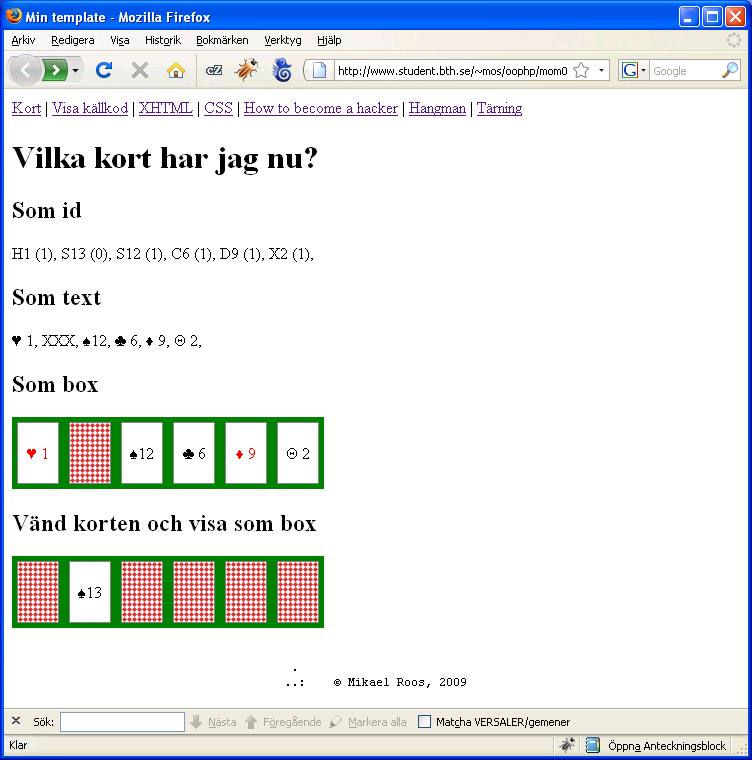 Min template - Mozilla Firefox
Arkiv Redigera Visa Historik Bokmärken Verktyg Hjälp
http://www.student.bth.se/~mos/oophp/mom0 G Google
Kort | Visa källkod | XHTML | CSS | How to become a hacker | Hangman | Tärning
Vilka kort har jag nu?
Som id
H1 (1), S13 (0), S12 (1), C6 (1), D9 (1), X2 (1),
Som text
♥ 1, XXX, ♠12, ♣ 6, ♦ 9, ☺ 2,
Som box
♥ 1 ♠12 ♣ 6 ♦ 9 ☺ 2
Vänd korten och visa som box
♠13
.
..: © Mikael Roos, 2009
Sök: Nästa Föregående Markera alla Matcha VERSALER/gemener
Klar Öppna Anteckningsblock